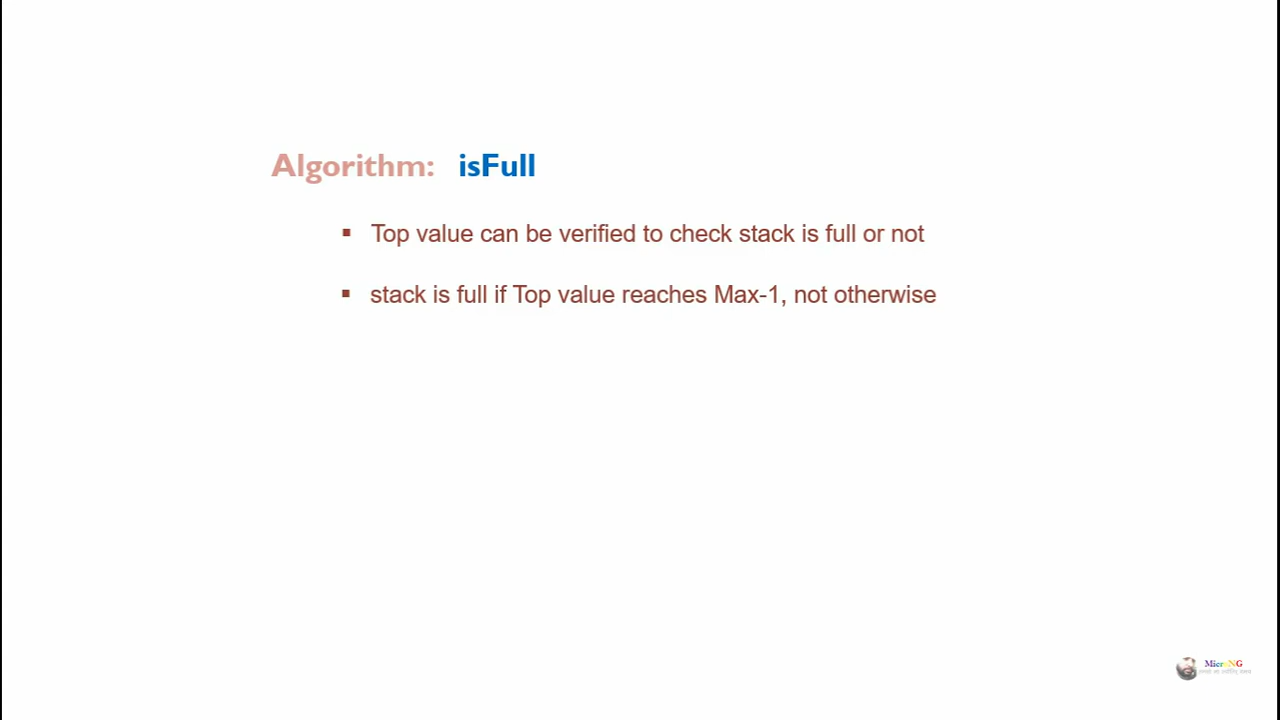 Algorithm: isFull
▪ Top value can be verified to check stack is full or not
▪ stack is full if Top value reaches Max-1, not otherwise
MicroNG